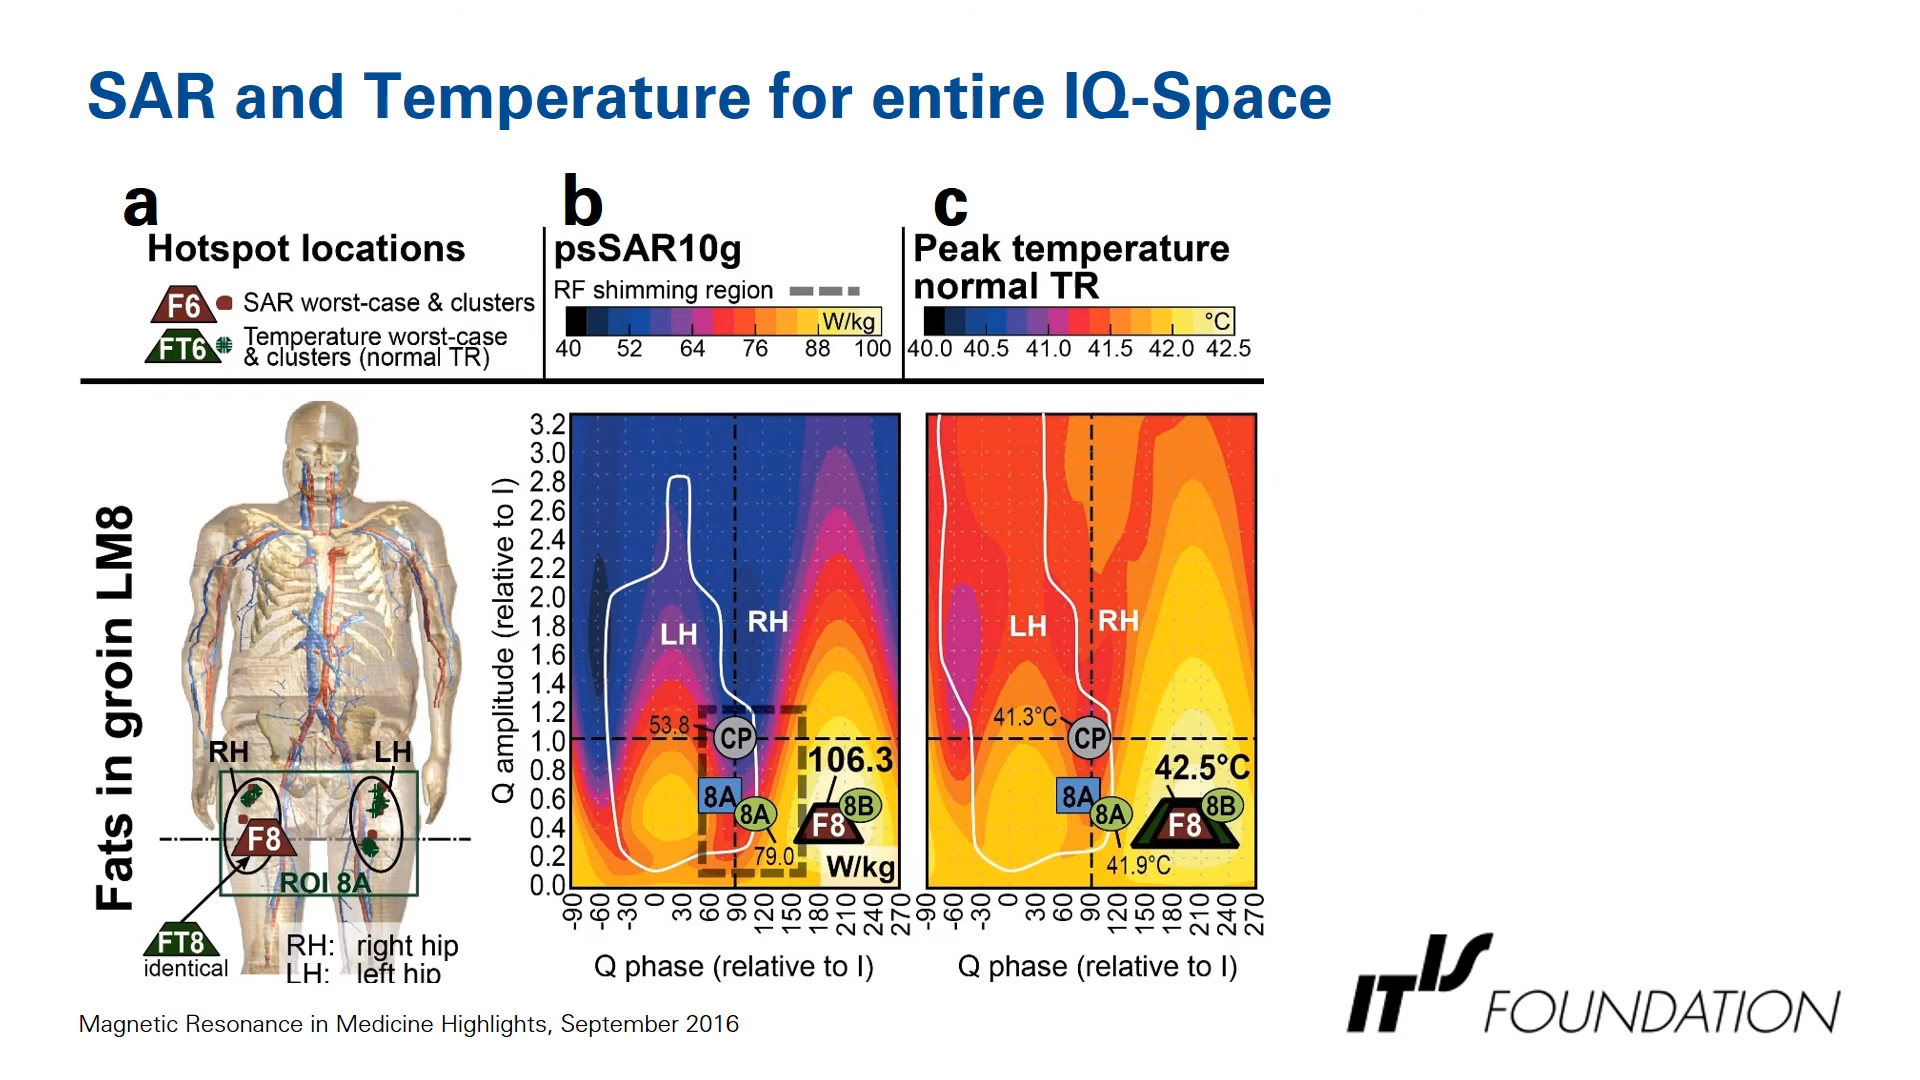 SAR and Temperature for entire IQ-Space
a
Hotspot locations
F6 SAR worst-case & clusters
FT6 Temperature worst-case
& clusters (normal TR)
b
psSAR10g
RF shimming region
W/kg
40 52 64 76 88 100
c
Peak temperature
normal TR
°C
40.0 40.5 41.0 41.5 42.0 42.5
Fats in groin LM8
RH LH
F8
ROI 8A
FT8
identical
RH: right hip
LH: left hip
Q amplitude (relative to I)
3.2
3.0
2.8
2.6
2.4
2.2
2.0
1.8
1.6
1.4
1.2
1.0
0.8
0.6
0.4
0.2
0.0
LH RH
53.8 CP
106.3
8A
8A
8B
F8
79.0
W/kg
-90 -60 -30 0 30 60 90 120 150 180 210 240 270
Q phase (relative to I)
LH RH
41.3°C CP
42.5°C
8A
8A
8B
F8
41.9°C
-90 -60 -30 0 30 60 90 120 150 180 210 240 270
Q phase (relative to I)
Magnetic Resonance in Medicine Highlights, September 2016
IT'IS FOUNDATION